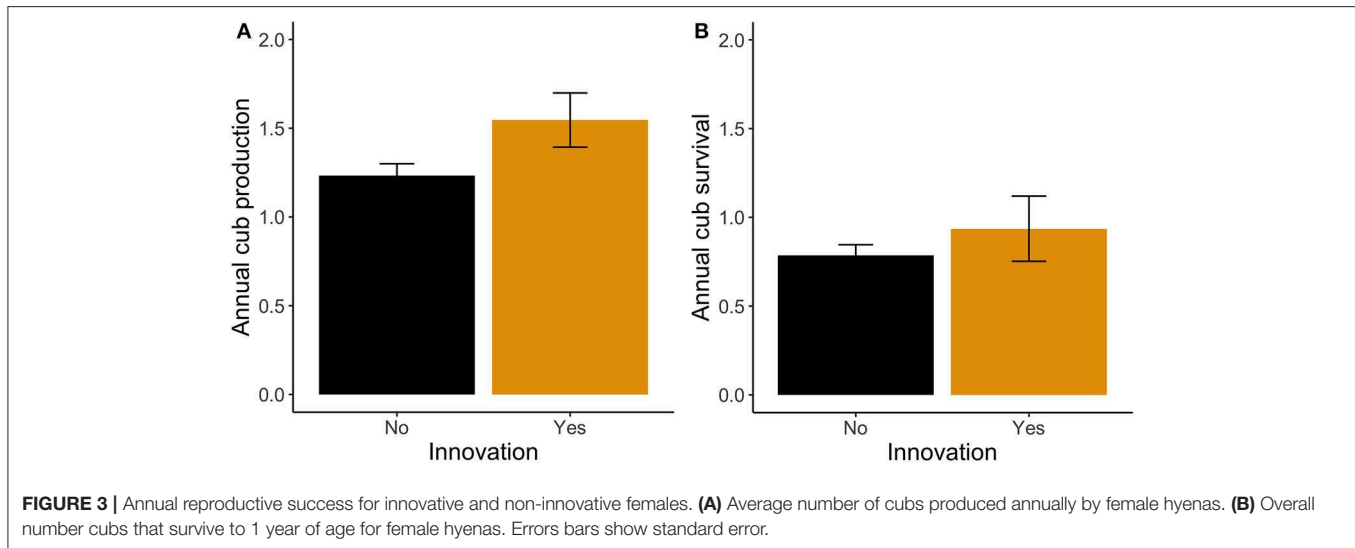 A
2.0
1.5
1.0
0.5
0.0
Annual cub production
No
Yes
Innovation
B
2.0
1.5
1.0
0.5
0.0
Annual cub survival
No
Yes
Innovation
FIGURE 3 | Annual reproductive success for innovative and non-innovative females. (A) Average number of cubs produced annually by female hyenas. (B) Overall
number cubs that survive to 1 year of age for female hyenas. Errors bars show standard error.